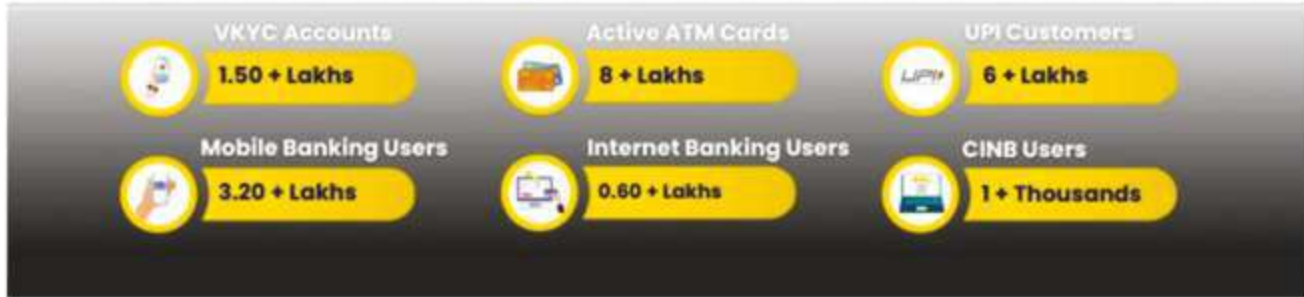 VKYC Accounts
1.50 + Lakhs
Active ATM Cards
8 + Lakhs
UPI Customers
UPI
6 + Lakhs
Mobile Banking Users
3.20 + Lakhs
Internet Banking Users
0.60 + Lakhs
CINB Users
1 + Thousands